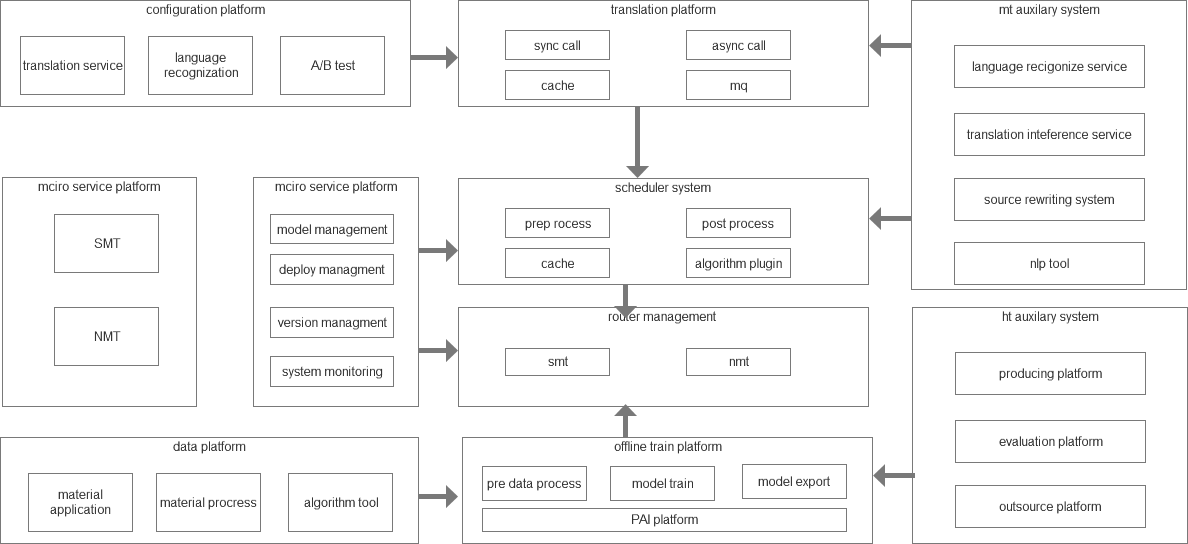 configuration platform
translation service
language
recognization
A/B test
translation platform
sync call
async call
cache
mq
mt auxilary system
language recigonize service
translation inteference service
source rewriting system
nlp tool
mciro service platform
SMT
NMT
mciro service platform
model management
deploy managment
version managment
system monitoring
scheduler system
prep rocess
post process
cache
algorithm plugin
router management
smt
nmt
ht auxilary system
producing platform
evaluation platform
outsource platform
data platform
material
application
material procress
algorithm tool
offline train platform
pre data process
model train
model export
PAI platform